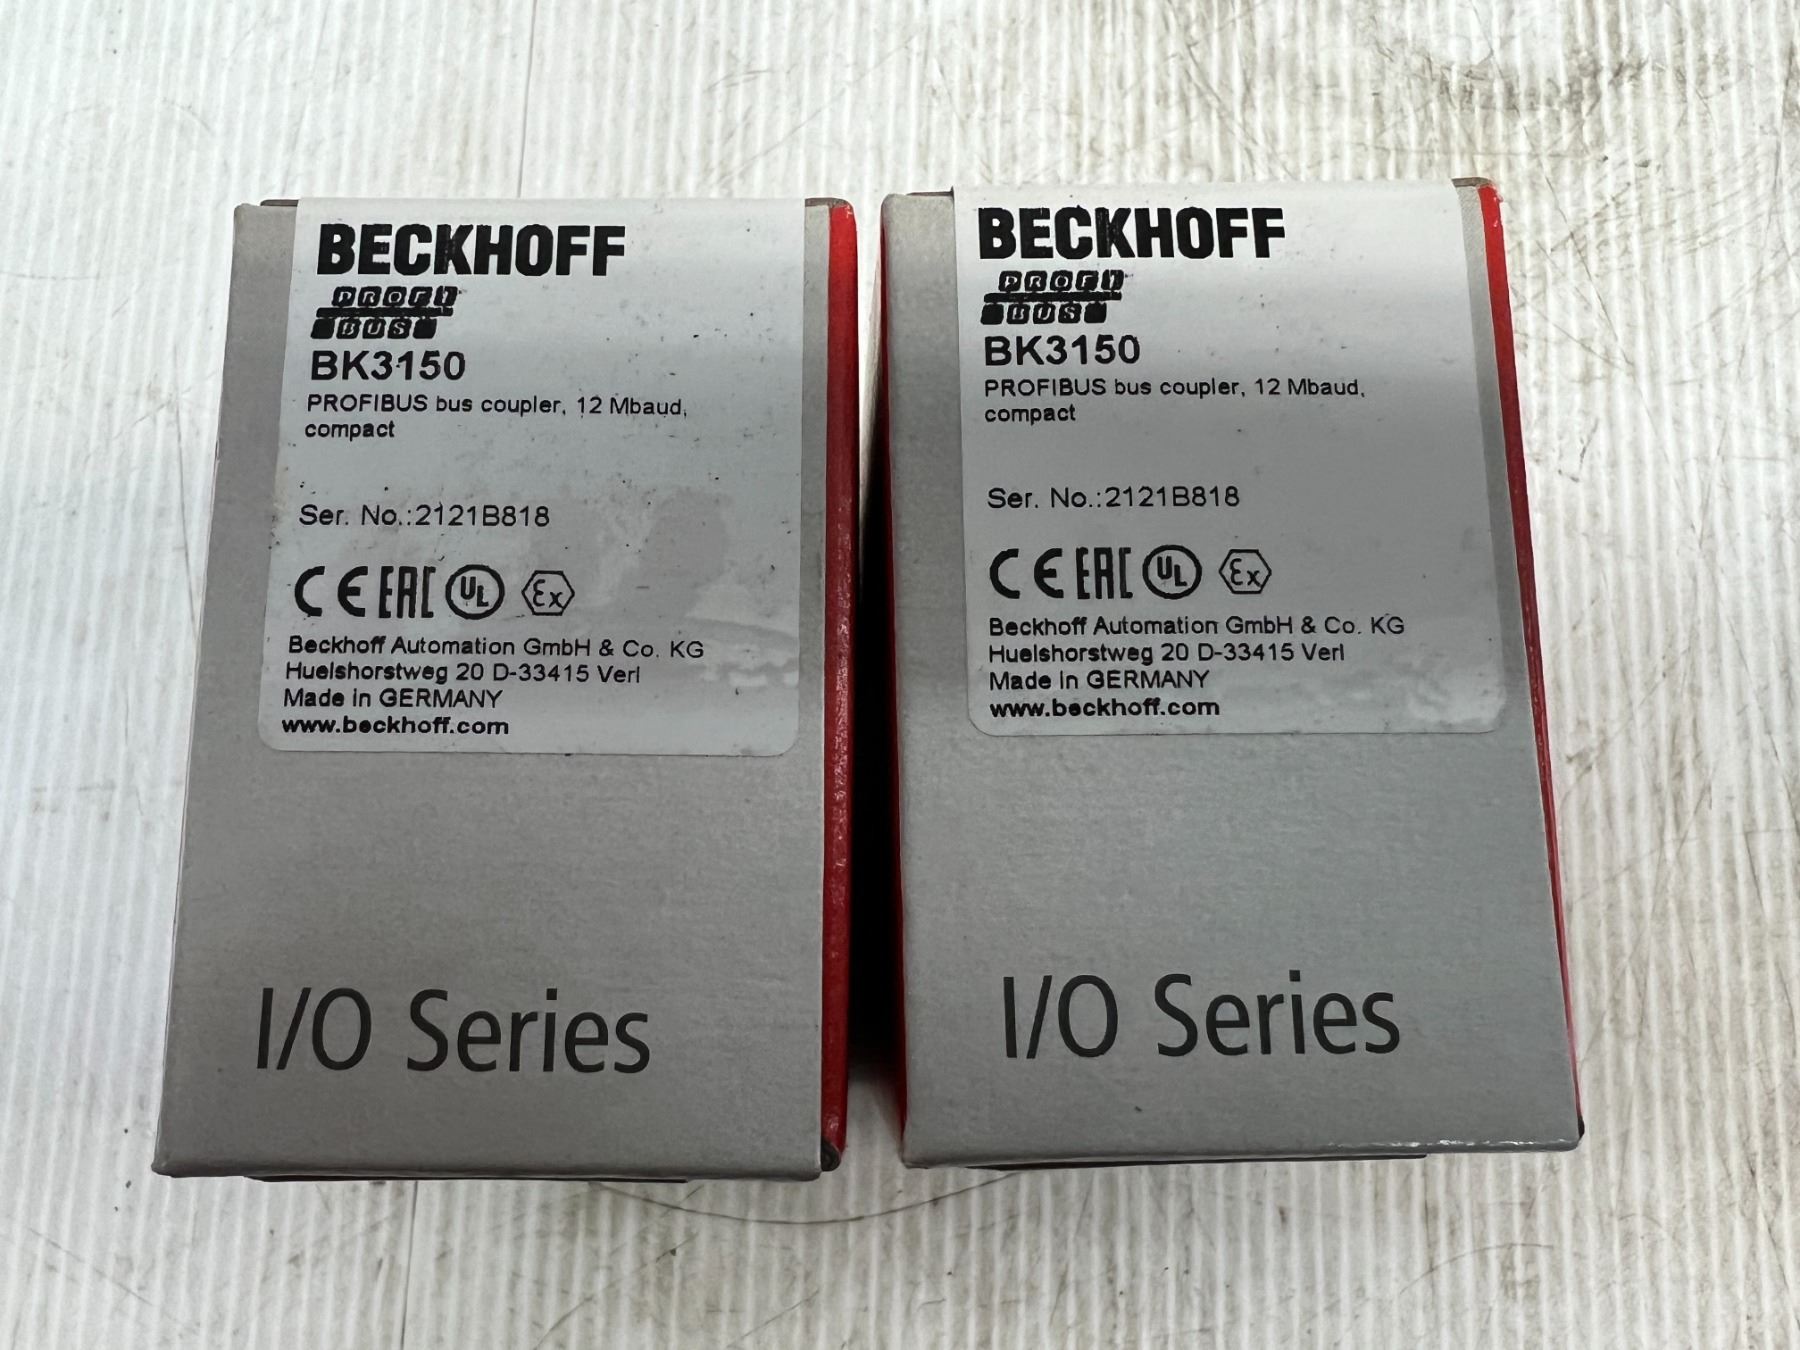 BECKHOFF
PROFI
BUS
BK3150
PROFIBUS bus coupler, 12 Mbaud,
compact
Ser. No.:2121B818
CE EAC UL Ex
Beckhoff Automation GmbH & Co. KG
Huelshorstweg 20 D-33415 Verl
Made in GERMANY
www.beckhoff.com
I/O Series
BECKHOFF
PROFI
BUS
BK3150
PROFIBUS bus coupler, 12 Mbaud,
compact
Ser. No.:2121B818
CE EAC UL Ex
Beckhoff Automation GmbH & Co. KG
Huelshorstweg 20 D-33415 Verl
Made in GERMANY
www.beckhoff.com
I/O Series